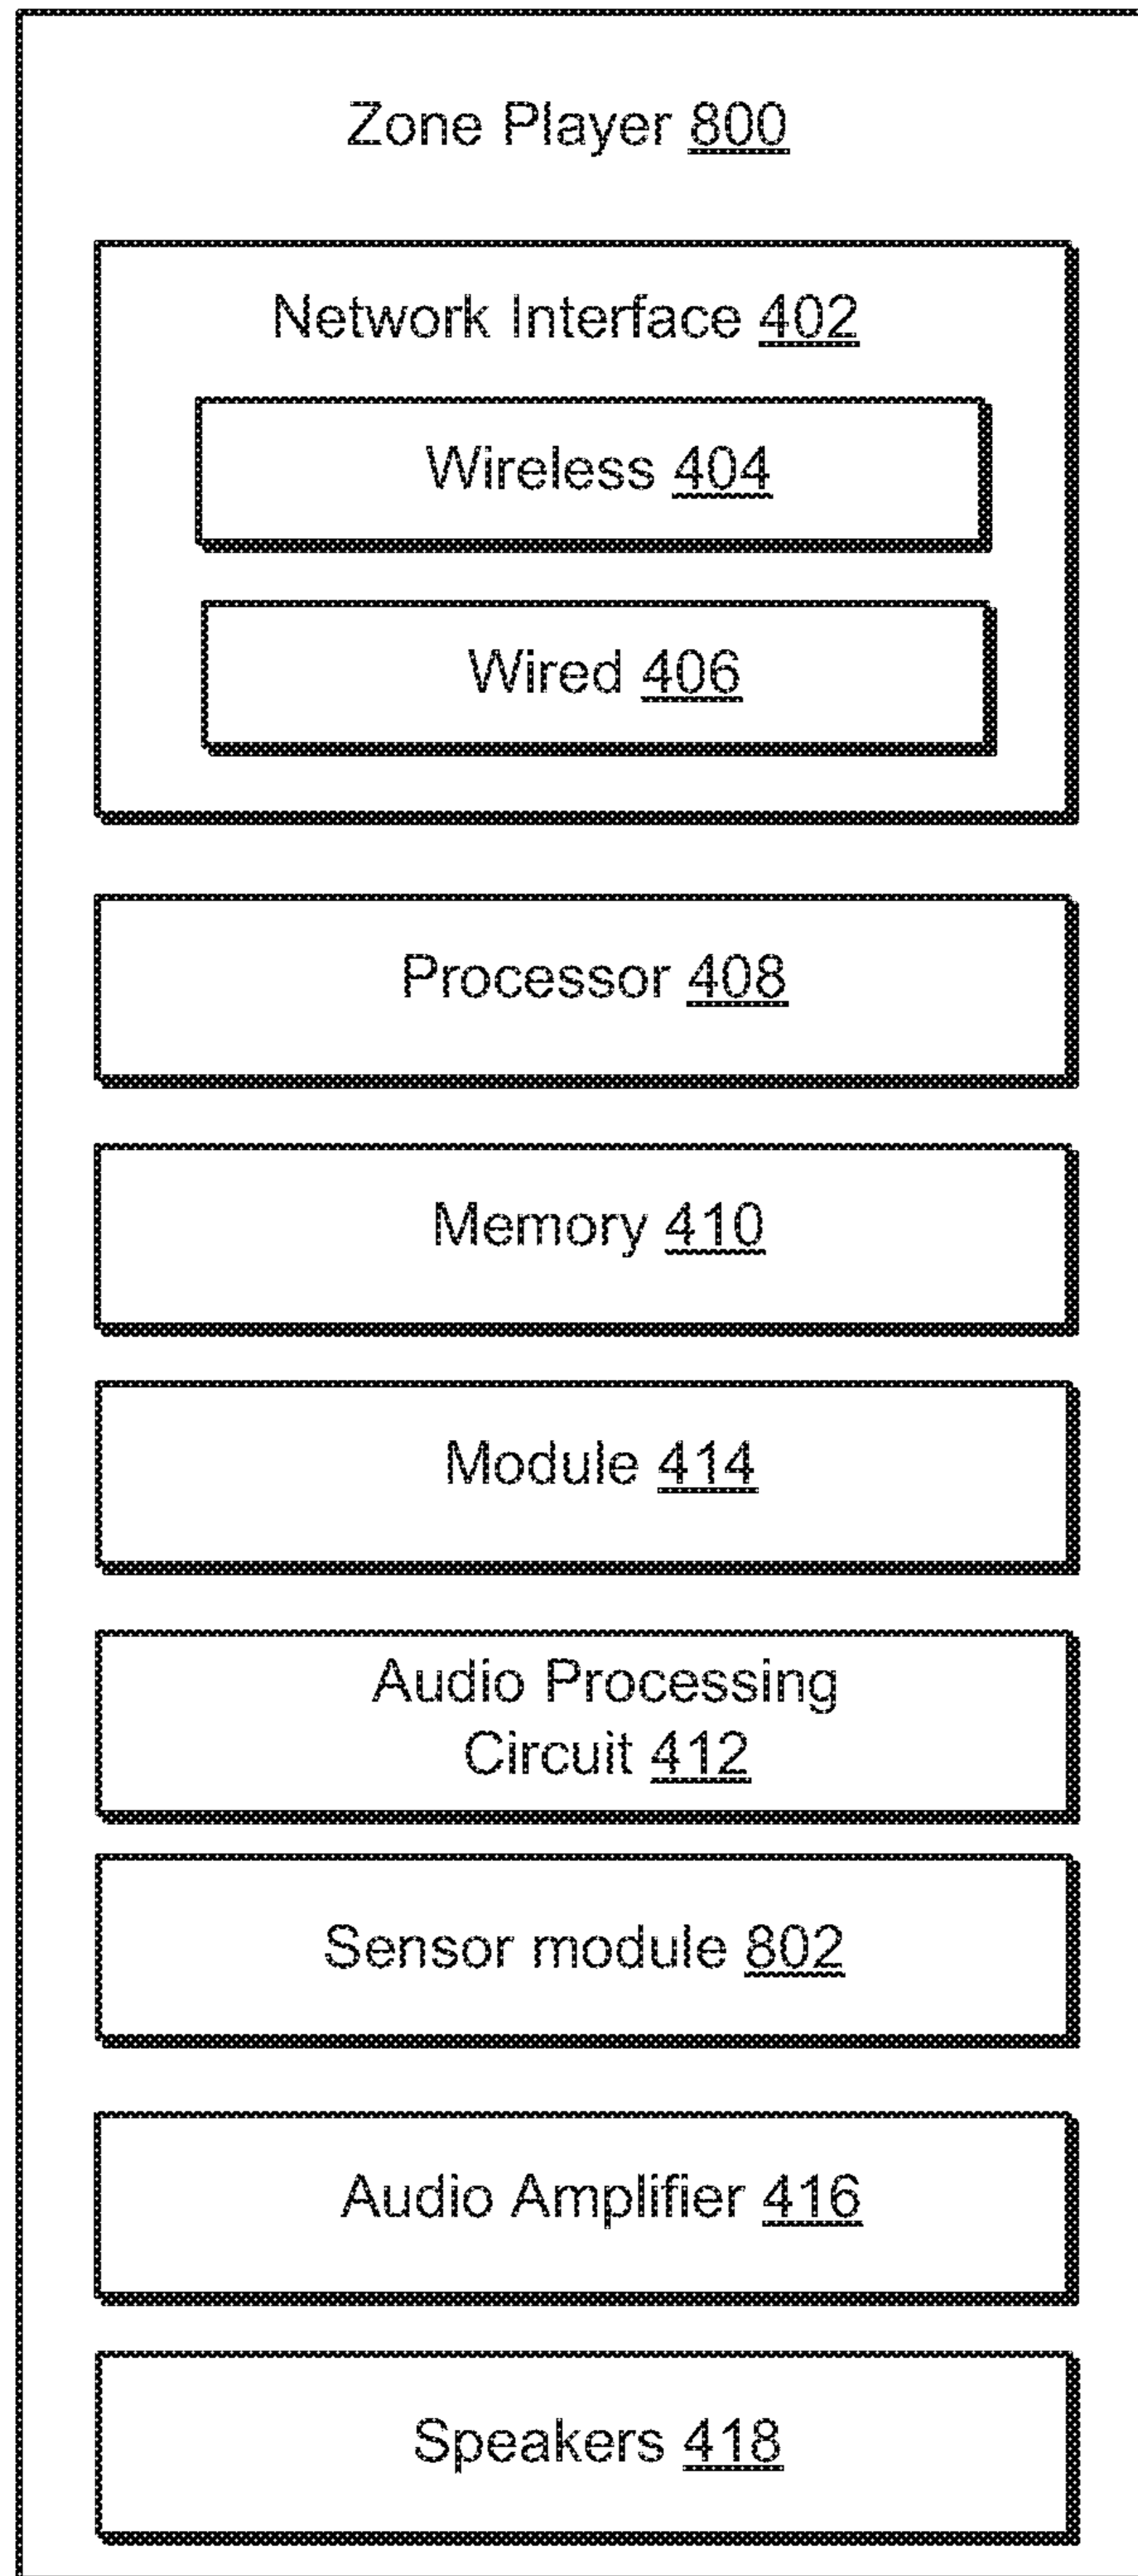 Zone Player 800
Network Interface 402
Wireless 404
Wired 406
Processor 408
Memory 410
Module 414
Audio Processing
Circuit 412
Sensor module 802
Audio Amplifier 416
Speakers 418